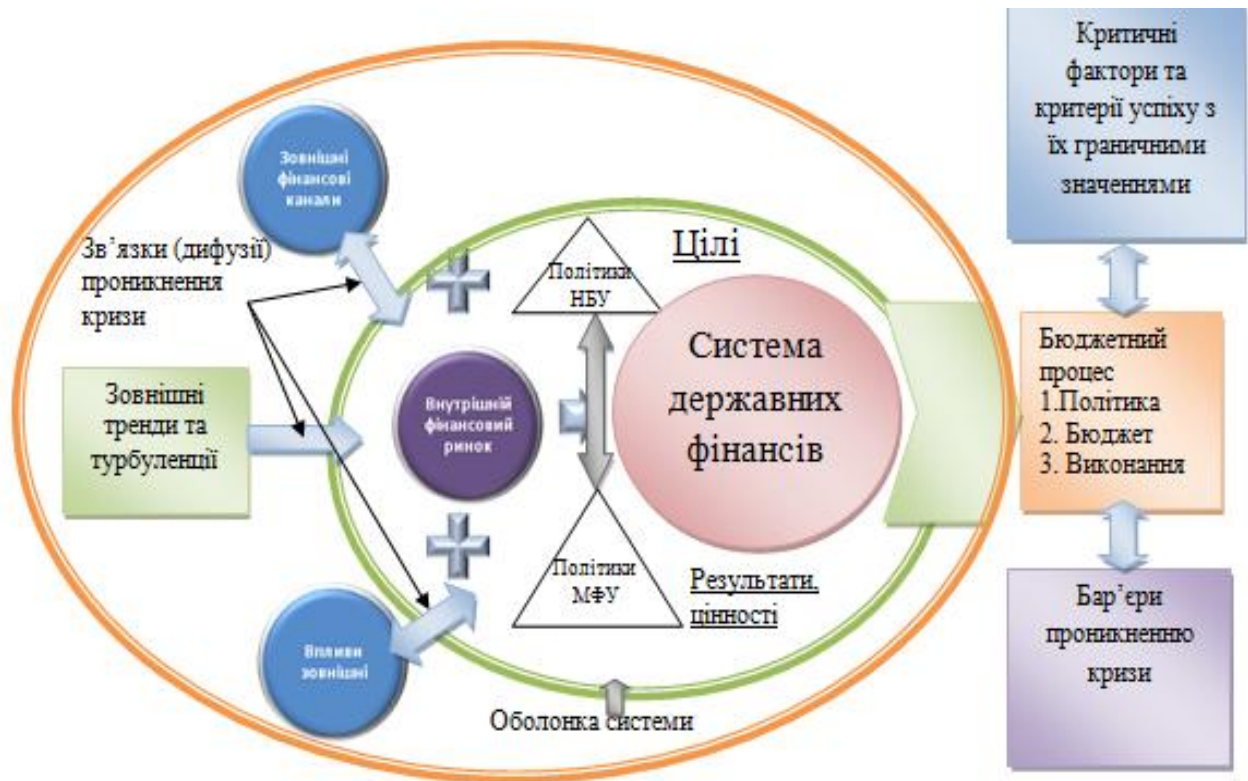 Критичні
фактори та
критерії успіху з
їх граничними
значеннями
Зовнішні
фінансові
канали
Зв’язки (дифузії)
проникнення
кризи
Цілі
Політики
НБУ
Система
державних
фінансів
Бюджетний
процес
1.Політика
2. Бюджет
3. Виконання
Зовнішні
тренди та
турбуленції
Внутрішній
фінансовий
ринок
Політики
МФУ
Результати,
цінності
Бар’єри
проникненню
кризи
Впливи
зовнішні
Оболонка системи